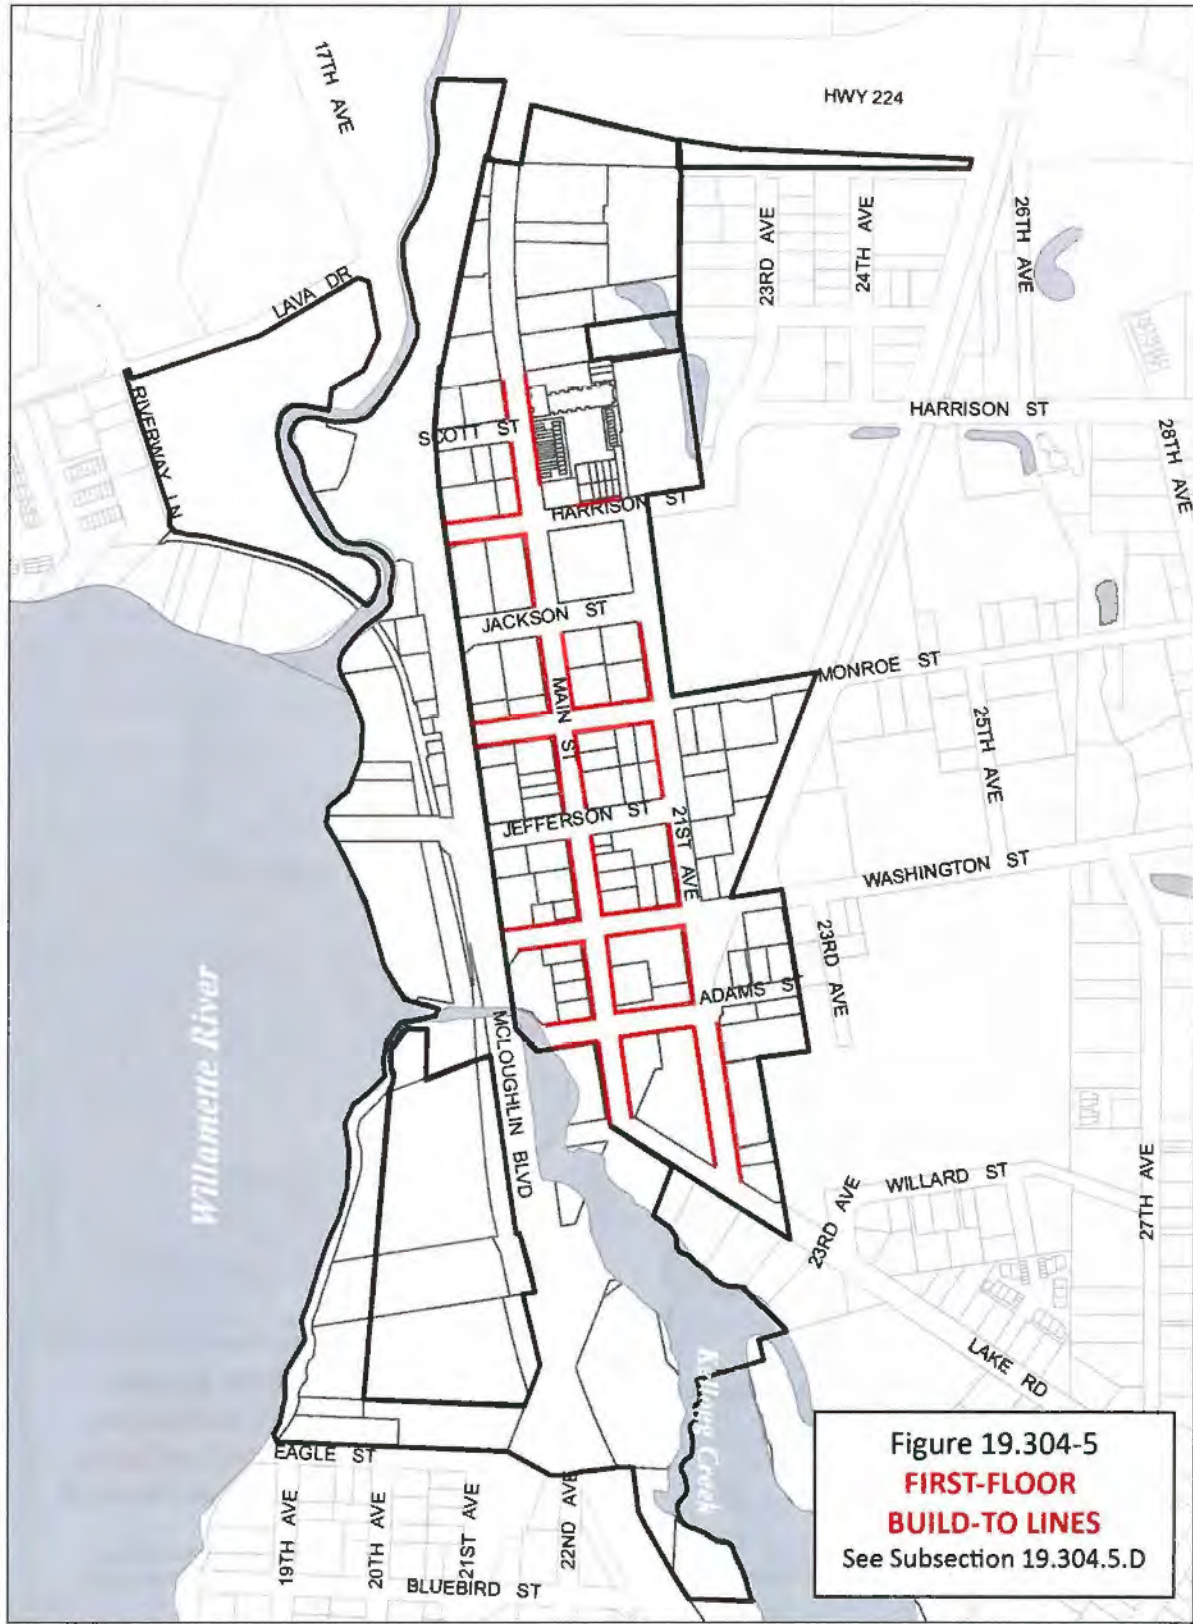 17TH AVE
HWY 224
23RD AVE
24TH AVE
26TH AVE
LAVA DR
RIVERWAY LN
SCOTT ST
HARRISON ST
28TH AVE
HARRISON ST
JACKSON ST
MONROE ST
MAIN ST
25TH AVE
JEFFERSON ST
21ST AVE
WASHINGTON ST
23RD AVE
ADAMS ST
Willamette River
MCLOUGHLIN BLVD
WILLARD ST
27TH AVE
23RD AVE
LAKE RD
Kellogg Creek
EAGLE ST
19TH AVE
20TH AVE
21ST AVE
22ND AVE
BLUEBIRD ST
Figure 19.304-5
FIRST-FLOOR
BUILD-TO LINES
See Subsection 19.304.5.D